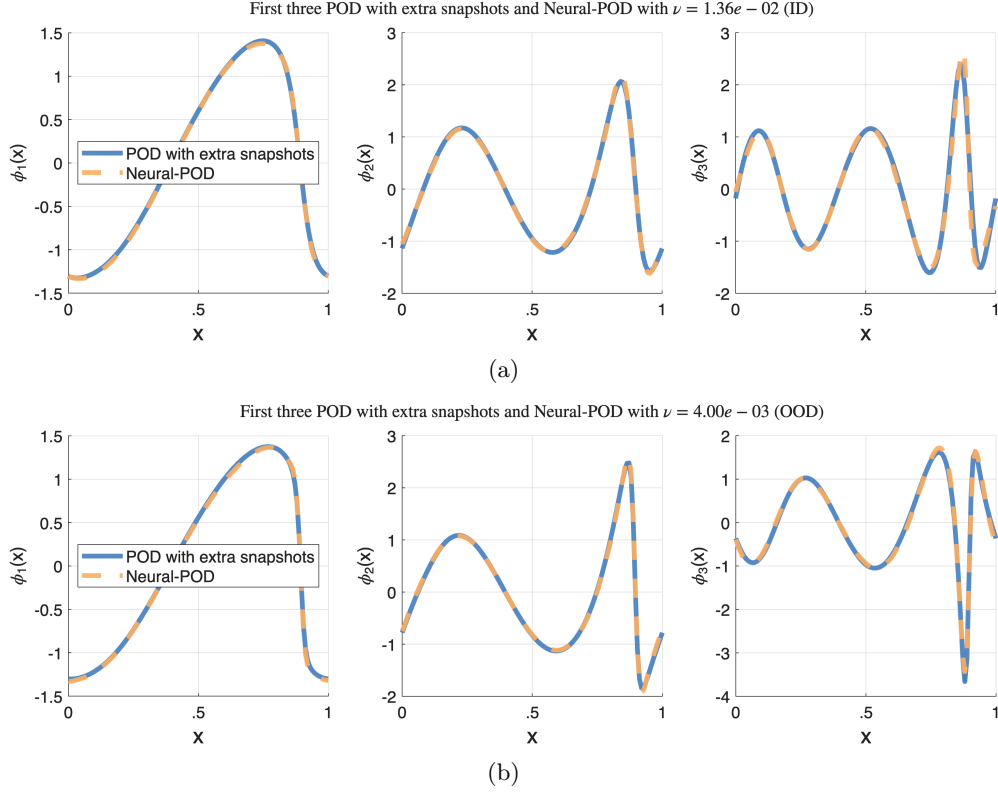 First three POD with extra snapshots and Neural-POD with ν = 1.36e − 02 (ID)
1.5
1
0.5
0
-0.5
-1
-1.5
ϕ1(x)
POD with extra snapshots
Neural-POD
0
.5
1
X
3
2
1
0
-1
-2
ϕ2(x)
0
.5
1
X
3
2
1
0
-1
-2
ϕ3(x)
0
.5
1
X
(a)
First three POD with extra snapshots and Neural-POD with ν = 4.00e − 03 (OOD)
1.5
1
0.5
0
-0.5
-1
-1.5
ϕ1(x)
POD with extra snapshots
Neural-POD
0
.5
1
X
3
2
1
0
-1
-2
ϕ2(x)
0
.5
1
X
2
1
0
-1
-2
-3
-4
ϕ3(x)
0
.5
1
X
(b)